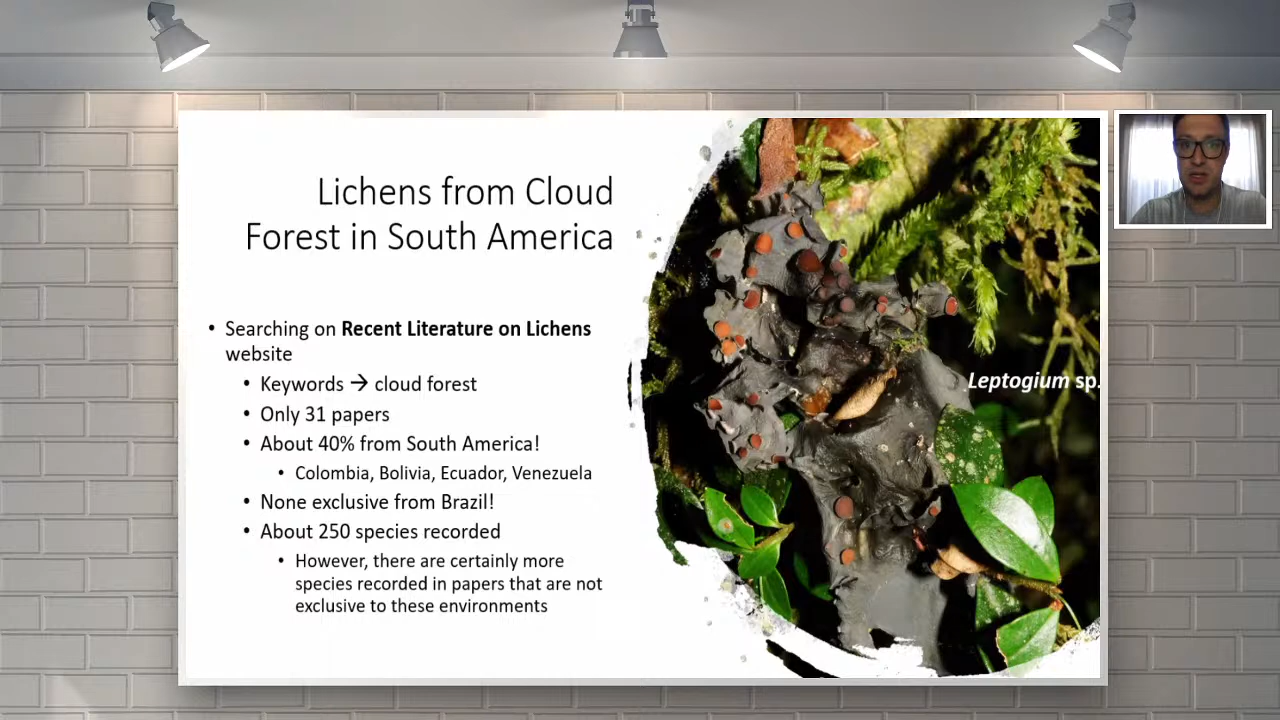 Lichens from Cloud
Forest in South America
• Searching on Recent Literature on Lichens
website
• Keywords → cloud forest
• Only 31 papers
• About 40% from South America!
• Colombia, Bolivia, Ecuador, Venezuela
• None exclusive from Brazil!
• About 250 species recorded
• However, there are certainly more
species recorded in papers that are not
exclusive to these environments
Leptogium sp.